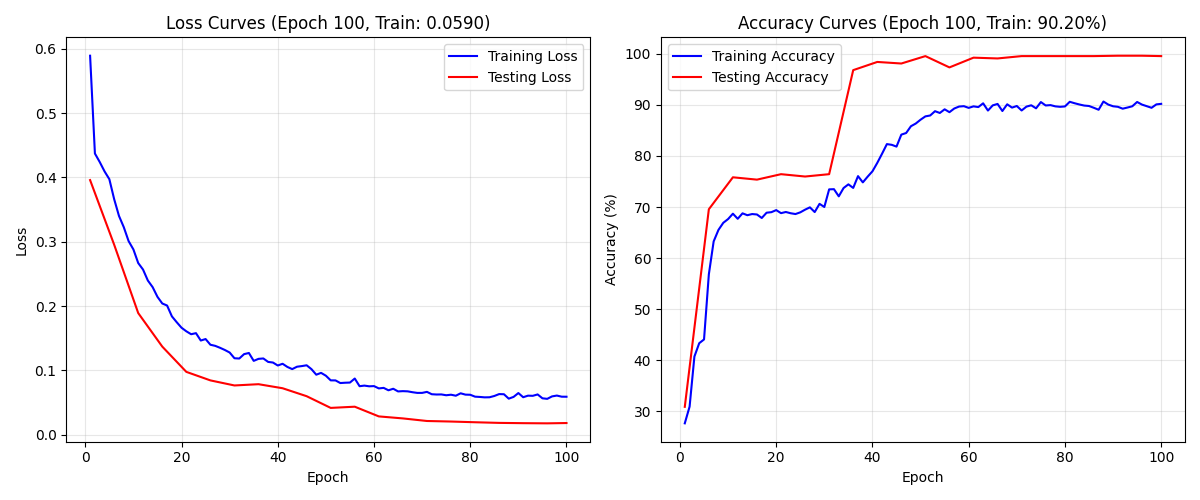 Loss Curves (Epoch 100, Train: 0.0590)
Training Loss
Testing Loss
0.6
0.5
0.4
0.3
0.2
0.1
0.0
Loss
0 20 40 60 80 100
Epoch
Accuracy Curves (Epoch 100, Train: 90.20%)
Training Accuracy
Testing Accuracy
100
90
80
70
60
50
40
30
Accuracy (%)
0 20 40 60 80 100
Epoch